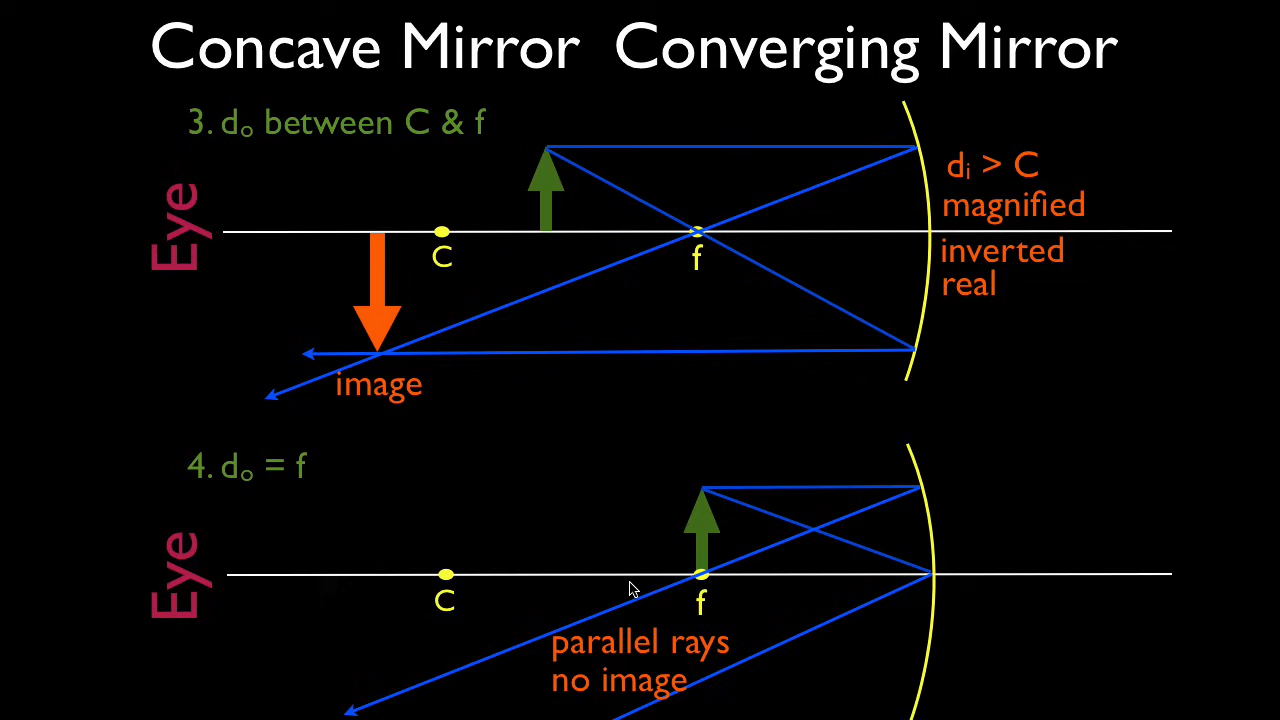 Concave Mirror Converging Mirror
3. dₒ between C & f
Eye
C
f
dᵢ > C
magnified
inverted
real
image
4. dₒ = f
Eye
C
f
parallel rays
no image